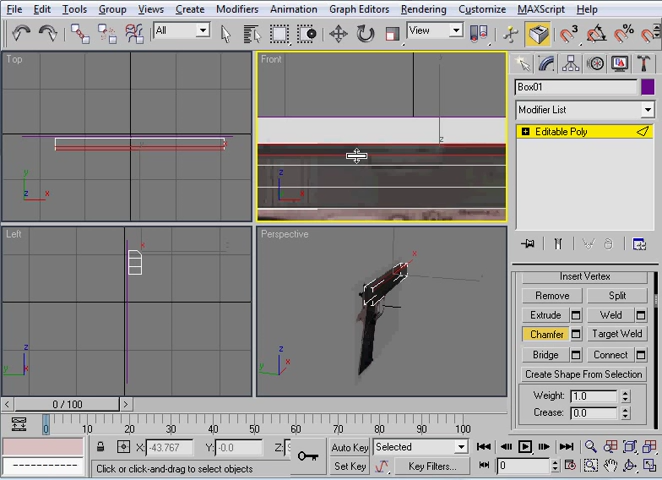 File Edit Tools Group Views Create Modifiers Animation Graph Editors Rendering Customize MAXScript Help
All View
Top Front
Box01
Modifier List
Editable Poly
z
y
z x
z
x
Left Perspective
x
z
y
z
x
Insert Vertex
Remove Split
Extrude Weld
Chamfer Target Weld
Bridge Connect
Create Shape From Selection
Weight: 1.0
Crease: 0.0
0 / 100
0 10 20 30 40 50 60 70 80 90 100
X: -43.767 Y: -0.0 Z:
Auto Key Selected
Click or click-and-drag to select objects
Set Key Key Filters... 0